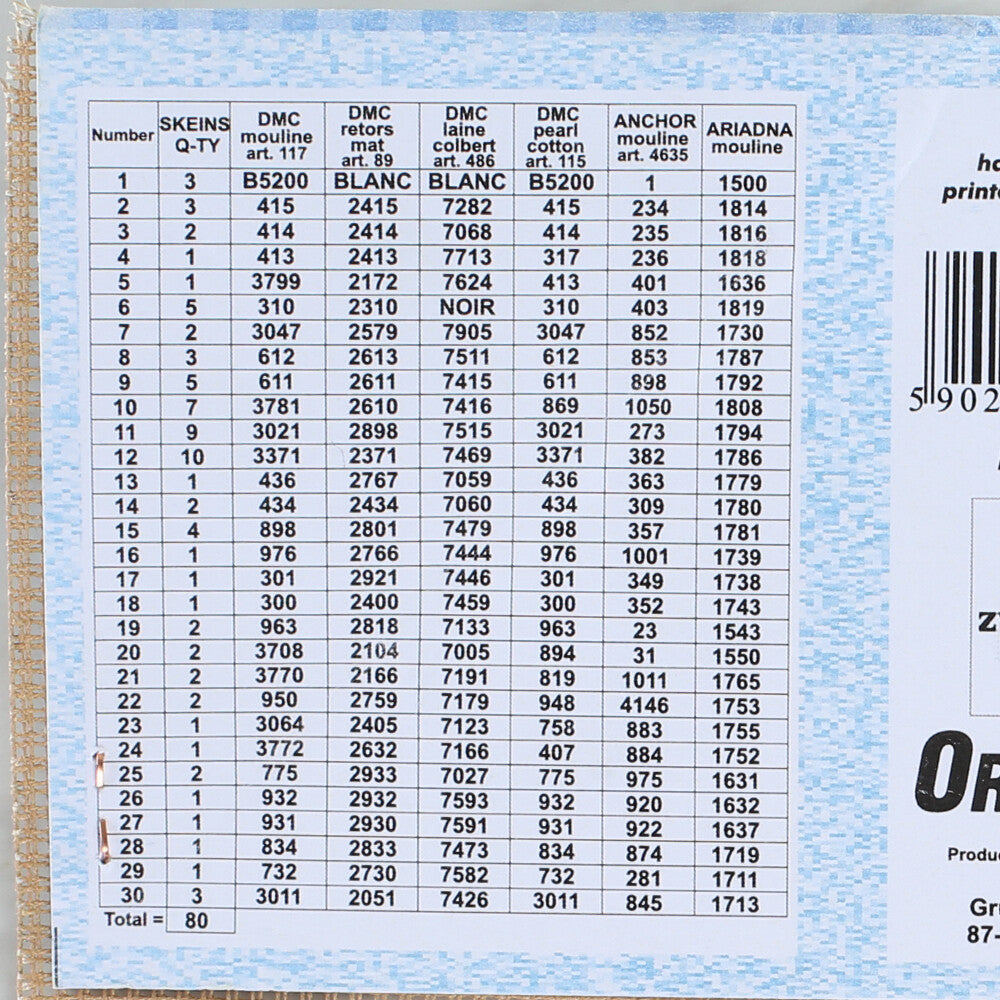 Number SKEINS Q-TY DMC mouline art. 117 DMC retors mat art. 89 DMC laine colbert art. 486 DMC pearl cotton art. 115 ANCHOR mouline art. 4635 ARIADNA mouline
1 3 B5200 BLANC BLANC B5200 1 1500
2 3 415 2415 7282 415 234 1814
3 2 414 2414 7068 414 235 1816
4 1 413 2413 7713 317 236 1818
5 1 3799 2172 7624 413 401 1636
6 5 310 2310 NOIR 310 403 1819
7 2 3047 2579 7905 3047 852 1730
8 3 612 2613 7511 612 853 1787
9 5 611 2611 7415 611 898 1792
10 7 3781 2610 7416 869 1050 1808
11 9 3021 2898 7515 3021 273 1794
12 10 3371 2371 7469 3371 382 1786
13 1 436 2767 7059 436 363 1779
14 2 434 2434 7060 434 309 1780
15 4 898 2801 7479 898 357 1781
16 1 976 2766 7444 976 1001 1739
17 1 301 2921 7446 301 349 1738
18 1 300 2400 7459 300 352 1743
19 2 963 2818 7133 963 23 1543
20 2 3708 2104 7005 894 31 1550
21 2 3770 2166 7191 819 1011 1765
22 2 950 2759 7179 948 4146 1753
23 1 3064 2405 7123 758 883 1755
24 1 3772 2632 7166 407 884 1752
25 2 775 2933 7027 775 975 1631
26 1 932 2932 7593 932 920 1632
27 1 931 2930 7591 931 922 1637
28 1 834 2833 7473 834 874 1719
29 1 732 2730 7582 732 281 1711
30 3 3011 2051 7426 3011 845 1713
Total = 80
5 902
87-